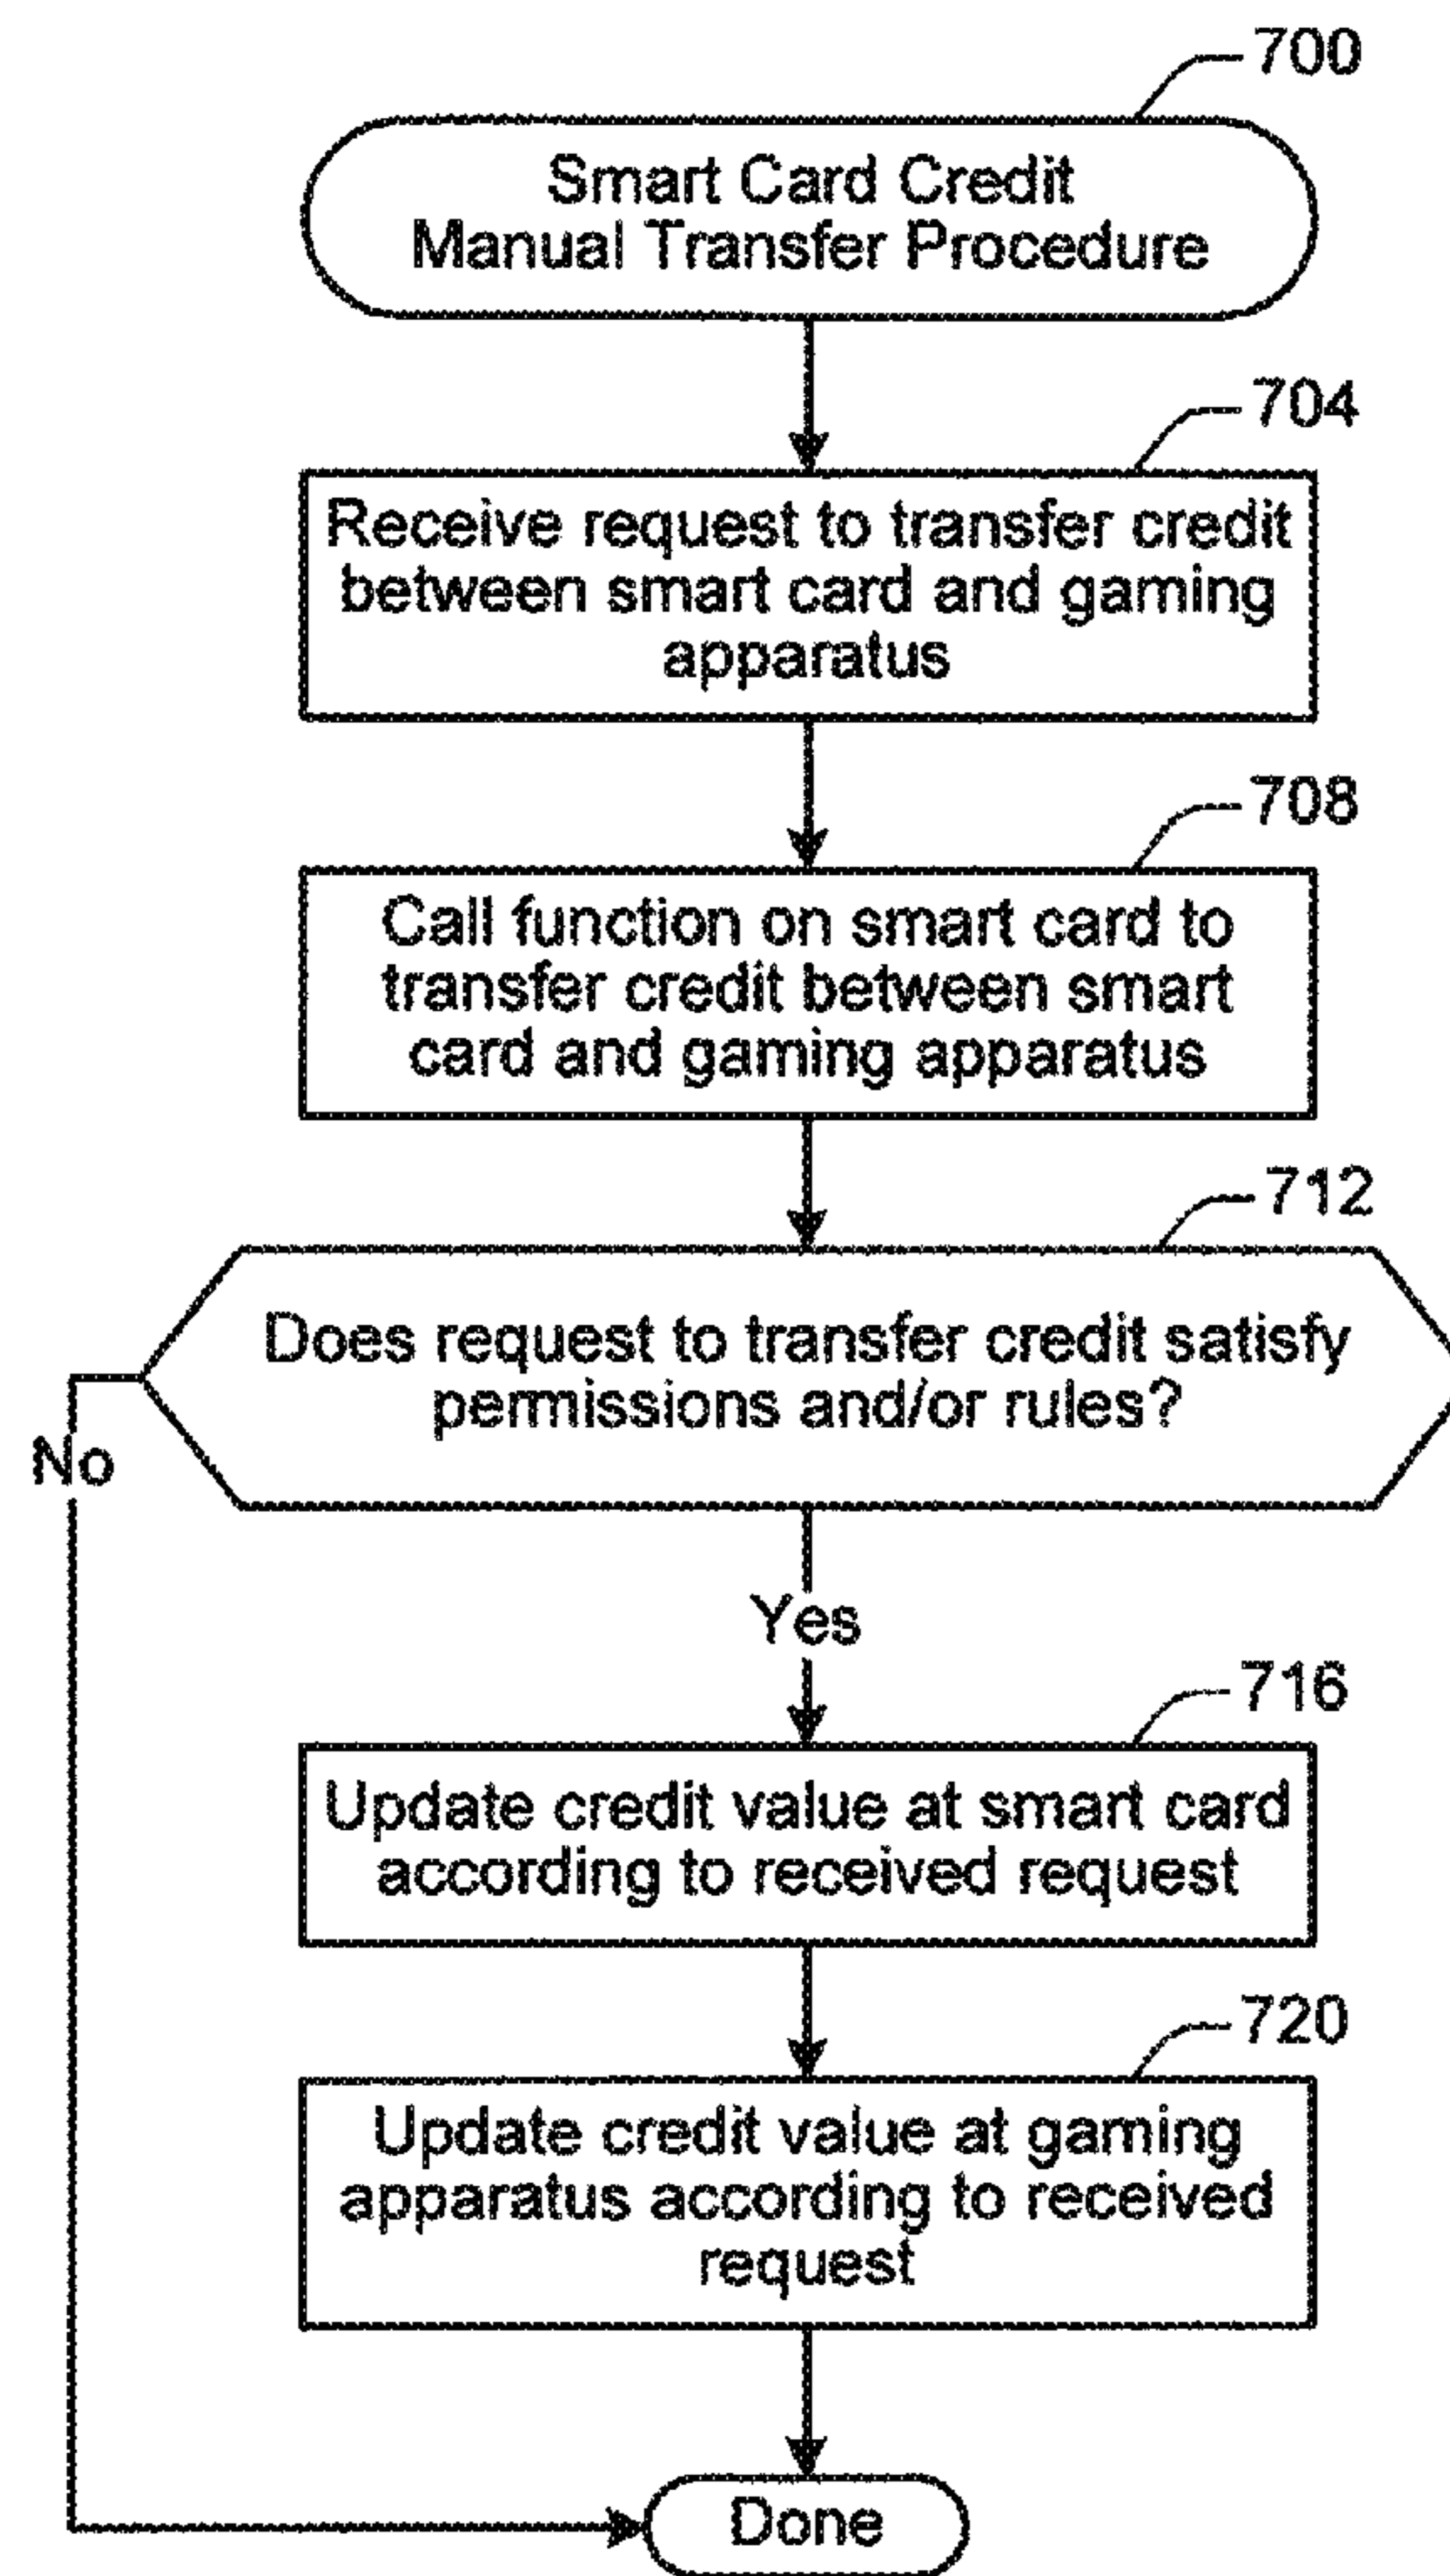 700
Smart Card Credit
Manual Transfer Procedure
704
Receive request to transfer credit
between smart card and gaming
apparatus
708
Call function on smart card to
transfer credit between smart
card and gaming apparatus
712
Does request to transfer credit satisfy
permissions and/or rules?
No
Yes
716
Update credit value at smart card
according to received request
720
Update credit value at gaming
apparatus according to received
request
Done